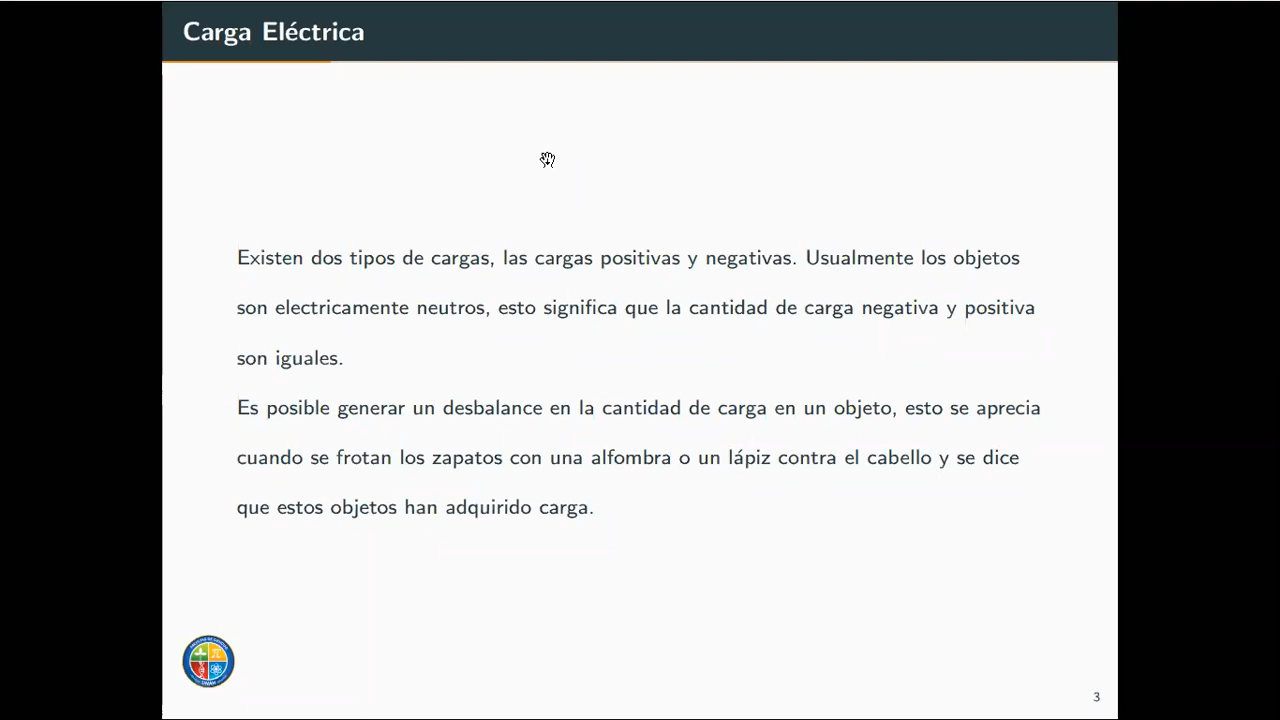 Carga Eléctrica
Existen dos tipos de cargas, las cargas positivas y negativas. Usualmente los objetos
son electricamente neutros, esto significa que la cantidad de carga negativa y positiva
son iguales.
Es posible generar un desbalance en la cantidad de carga en un objeto, esto se aprecia
cuando se frotan los zapatos con una alfombra o un lápiz contra el cabello y se dice
que estos objetos han adquirido carga.
3